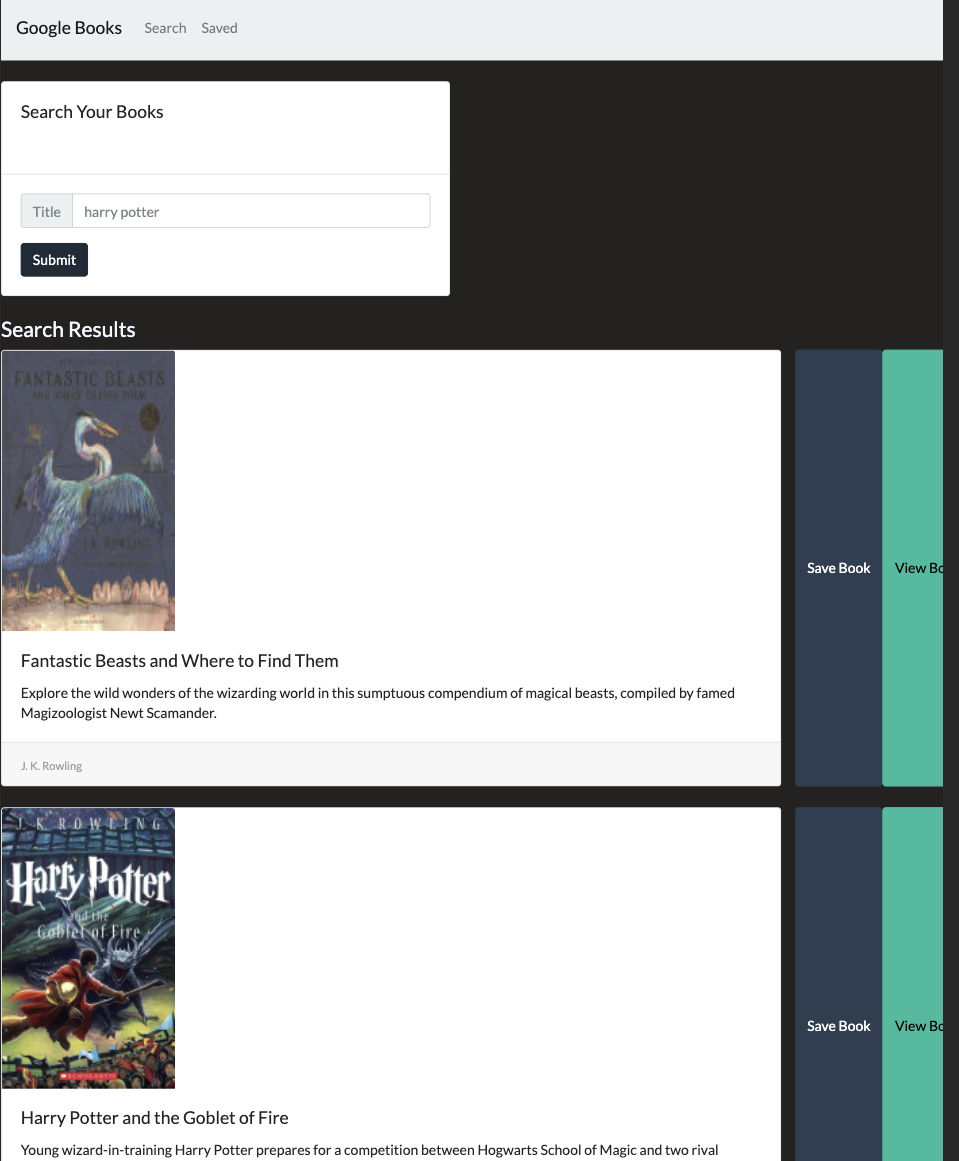 Google Books Search Saved
Search Your Books
Title harry potter
Submit
Search Results
FANTASTIC BEASTS
AND WHERE TO FIND THEM
J.K. ROWLING
Save Book View Bo
Fantastic Beasts and Where to Find Them
Explore the wild wonders of the wizarding world in this sumptuous compendium of magical beasts, compiled by famed
Magizoologist Newt Scamander.
J. K. Rowling
J. K. ROWLING
Harry Potter
and the
Goblet of Fire
SCHOLASTIC
Save Book View Bo
Harry Potter and the Goblet of Fire
Young wizard-in-training Harry Potter prepares for a competition between Hogwarts School of Magic and two rival